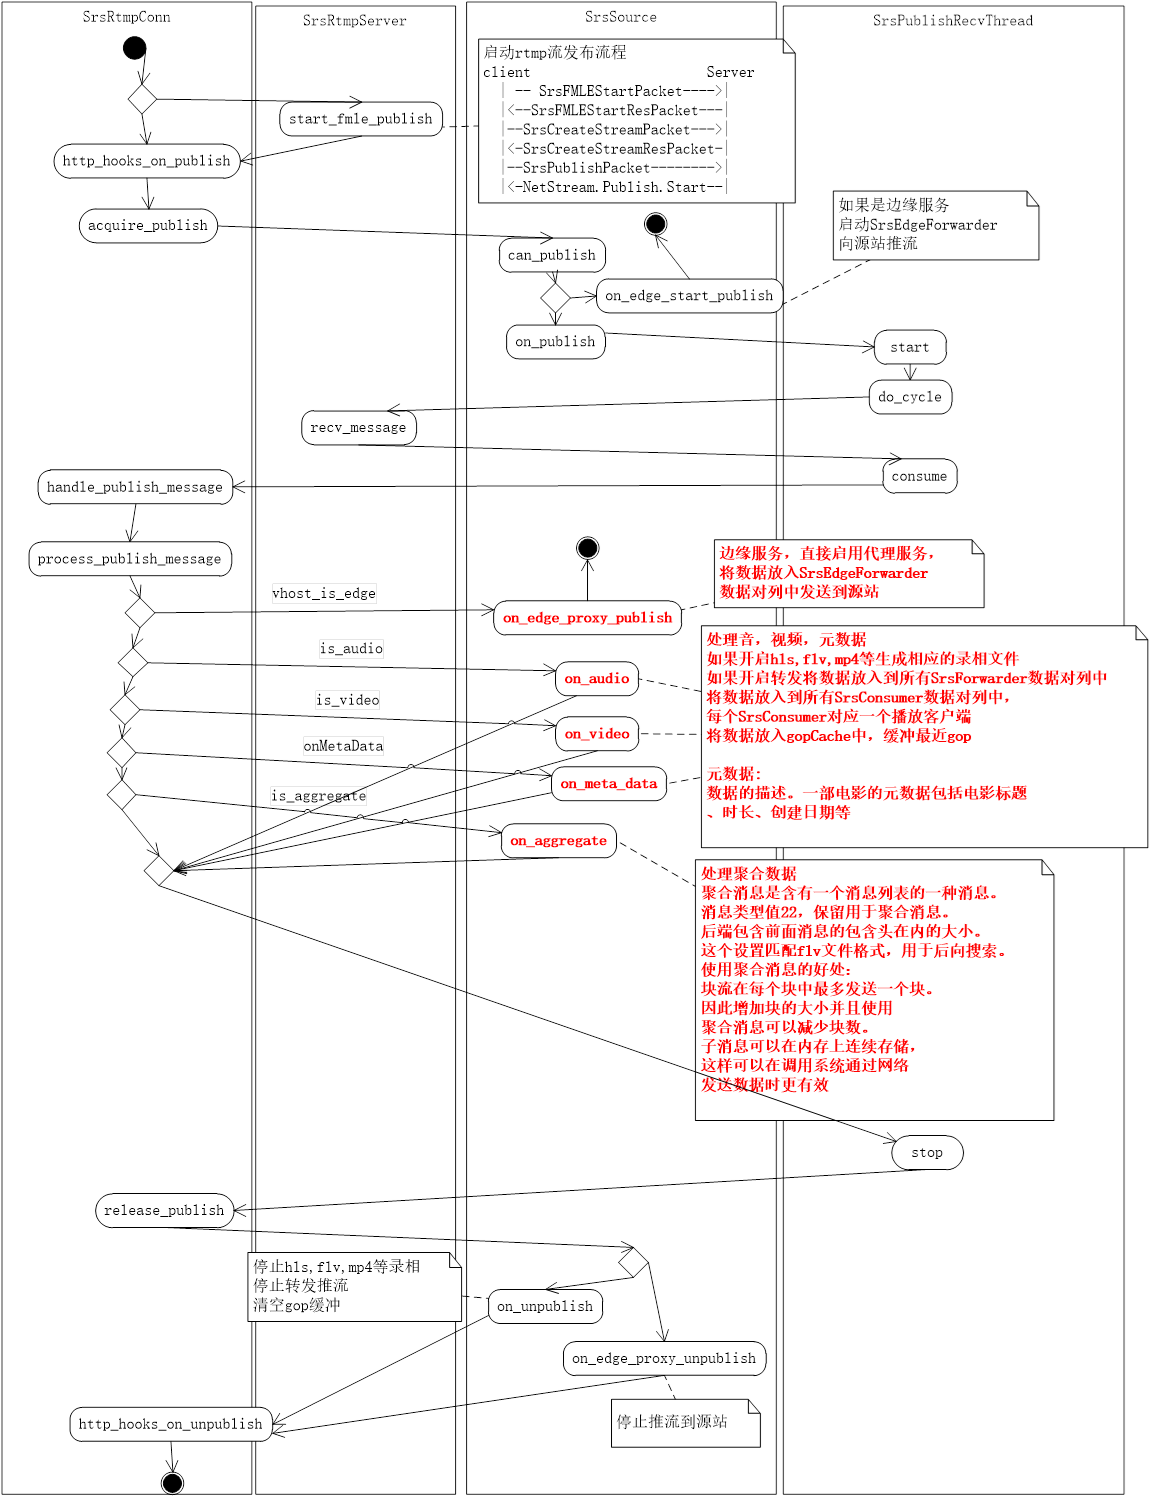 SrsRtmpConn
SrsRtmpServer
SrsSource
SrsPublishRecvThread
启动rtmp流发布流程
client Server
| -- SrsFMLEStartPacket---->|
|<--SrsFMLEStartResPacket---|
|--SrsCreateStreamPacket--->|
|<-SrsCreateStreamResPacket-|
|--SrsPublishPacket-------->|
|<-NetStream.Publish.Start--|
start_fmle_publish
http_hooks_on_publish
acquire_publish
如果是边缘服务
启动SrsEdgeForwarder
向源站推流
can_publish
on_edge_start_publish
on_publish
start
do_cycle
recv_message
consume
handle_publish_message
process_publish_message
边缘服务，直接启用代理服务，
将数据放入SrsEdgeForwarder
数据对列中发送到源站
vhost_is_edge
on_edge_proxy_publish
is_audio
on_audio
is_video
on_video
onMetaData
on_meta_data
is_aggregate
on_aggregate
处理音，视频，元数据
如果开启hls,flv,mp4等生成相应的录相文件
如果开启转发将数据放入到所有SrsForwarder数据对列中
将数据放入到所有SrsConsumer数据对列中，
每个SrsConsumer对应一个播放客户端
将数据放入gopCache中，缓冲最近gop
元数据：
数据的描述。一部电影的元数据包括电影标题
、时长、创建日期等
处理聚合数据
聚合消息是含有一个消息列表的一种消息。
消息类型值22，保留用于聚合消息。
后端包含前面消息的包含头在内的大小。
这个设置匹配flv文件格式，用于后向搜索。
使用聚合消息的好处：
块流在每个块中最多发送一个块。
因此增加块的大小并且使用
聚合消息可以减少块数。
子消息可以在内存上连续存储，
这样可以在调用系统通过网络
发送数据时更有效
stop
release_publish
停止hls,flv,mp4等录相
停止转发推流
清空gop缓冲
on_unpublish
on_edge_proxy_unpublish
停止推流到源站
http_hooks_on_unpublish